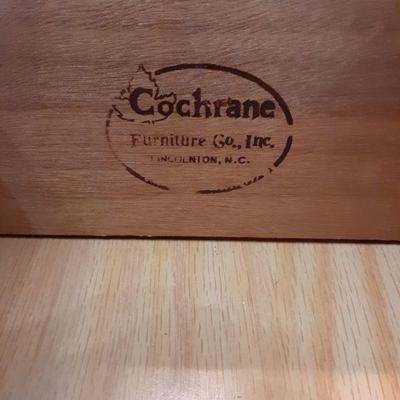 Cochrane
Furniture Co., Inc.
LINCOLNTON, N.C.